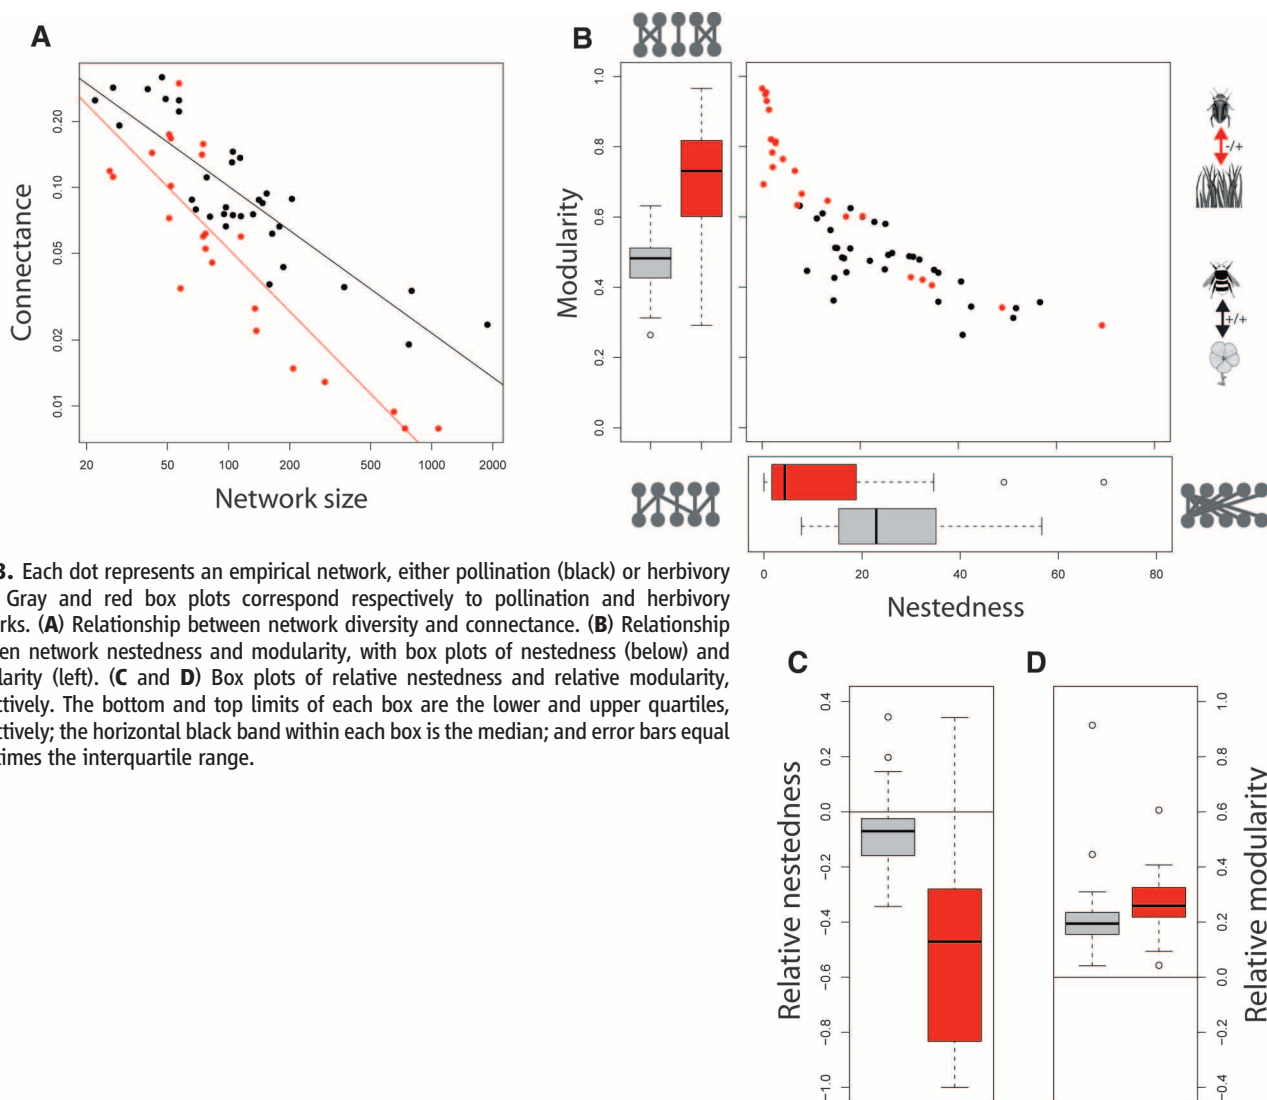 A
B
Connectance
0.20
0.10
0.05
0.02
0.01
20
50
100
200
500
1000
2000
Network size
Modularity
1.0
0.8
0.6
0.4
0.2
0.0
-/+
+/+
0
20
40
60
80
Nestedness
3. Each dot represents an empirical network, either pollination (black) or herbivory
Gray and red box plots correspond respectively to pollination and herbivory
rks. (A) Relationship between network diversity and connectance. (B) Relationship
en network nestedness and modularity, with box plots of nestedness (below) and
larity (left). (C and D) Box plots of relative nestedness and relative modularity,
ctively. The bottom and top limits of each box are the lower and upper quartiles,
ctively; the horizontal black band within each box is the median; and error bars equal
times the interquartile range.
C
D
Relative nestedness
0.4
0.2
0.0
−0.2
−0.4
−0.6
−0.8
−1.0
1.0
0.8
0.6
0.4
0.2
0.0
−0.2
−0.4
Relative modularity